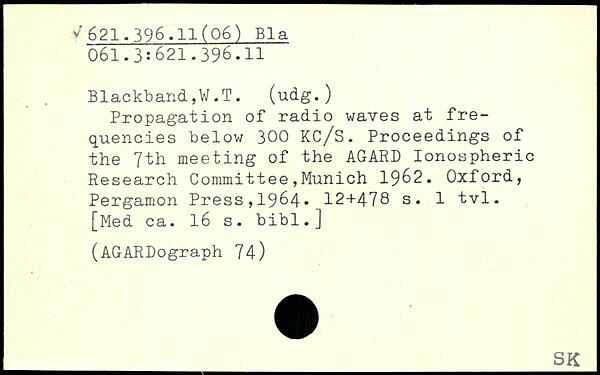 ✓ 621.396.11(06) Bla
061.3:621.396.11
Blackband,W.T. (udg.)
Propagation of radio waves at fre-
quencies below 300 KC/S. Proceedings of
the 7th meeting of the AGARD Ionospheric
Research Committee,Munich 1962. Oxford,
Pergamon Press,1964. 12+478 s. 1 tvl.
[Med ca. 16 s. bibl.]
(AGARDograph 74)
SK